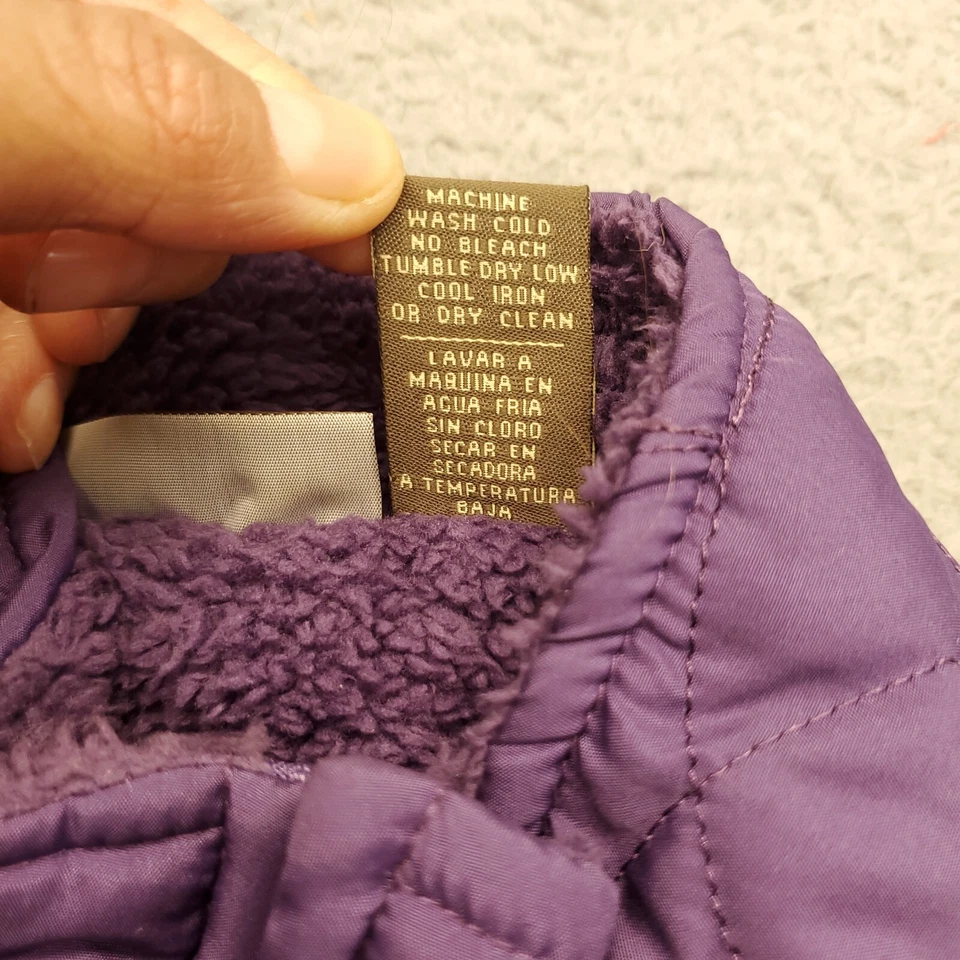 MACHINE
WASH COLD
NO BLEACH
TUMBLE DRY LOW
COOL IRON
OR DRY CLEAN
LAVAR A
MAQUINA EN
AGUA FRIA
SIN CLORO
SECAR EN
SECADORA
A TEMPERATURA
BAJA